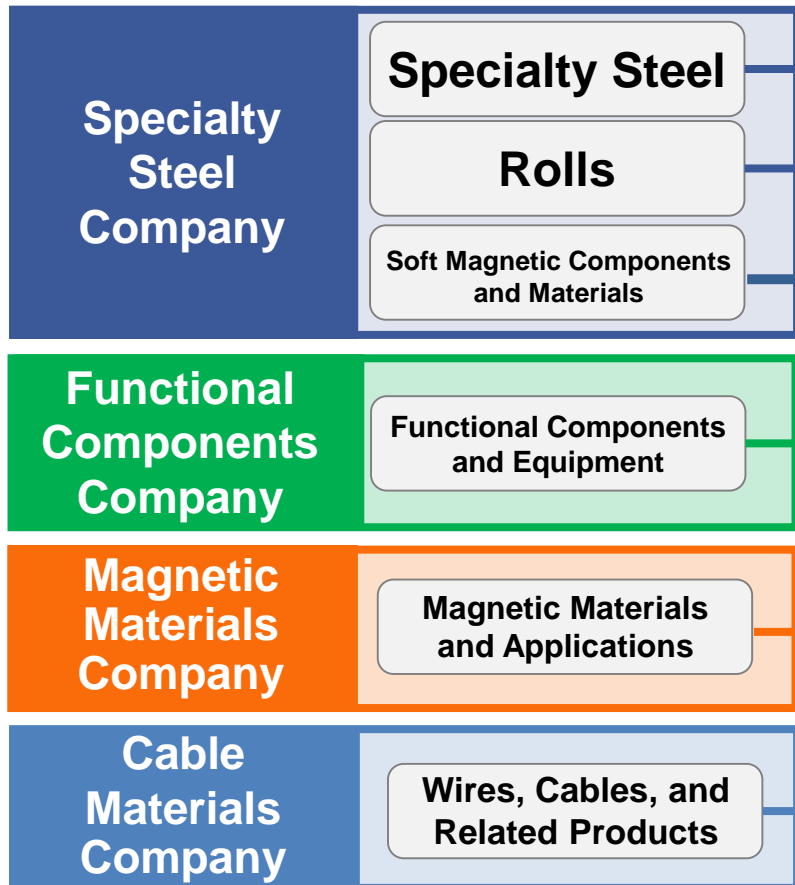 Specialty
Steel
Company
Specialty Steel
Rolls
Soft Magnetic Components
and Materials
Functional
Components
Company
Functional Components
and Equipment
Magnetic
Materials
Company
Magnetic Materials
and Applications
Cable
Materials
Company
Wires, Cables, and
Related Products